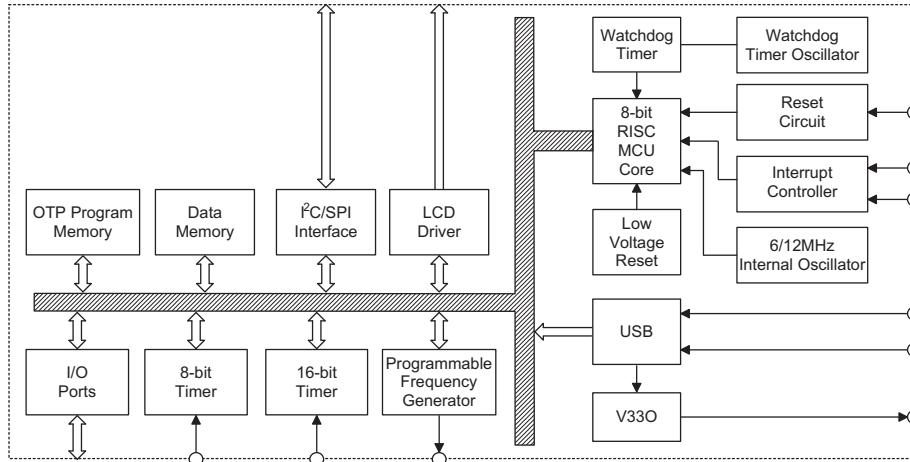 Watchdog
Timer
Watchdog
Timer Oscillator
8-bit
RISC
MCU
Core
Reset
Circuit
Interrupt
Controller
OTP Program
Memory
Data
Memory
I²C/SPI
Interface
LCD
Driver
Low
Voltage
Reset
6/12MHz
Internal Oscillator
I/O
Ports
8-bit
Timer
16-bit
Timer
Programmable
Frequency
Generator
USB
V33O